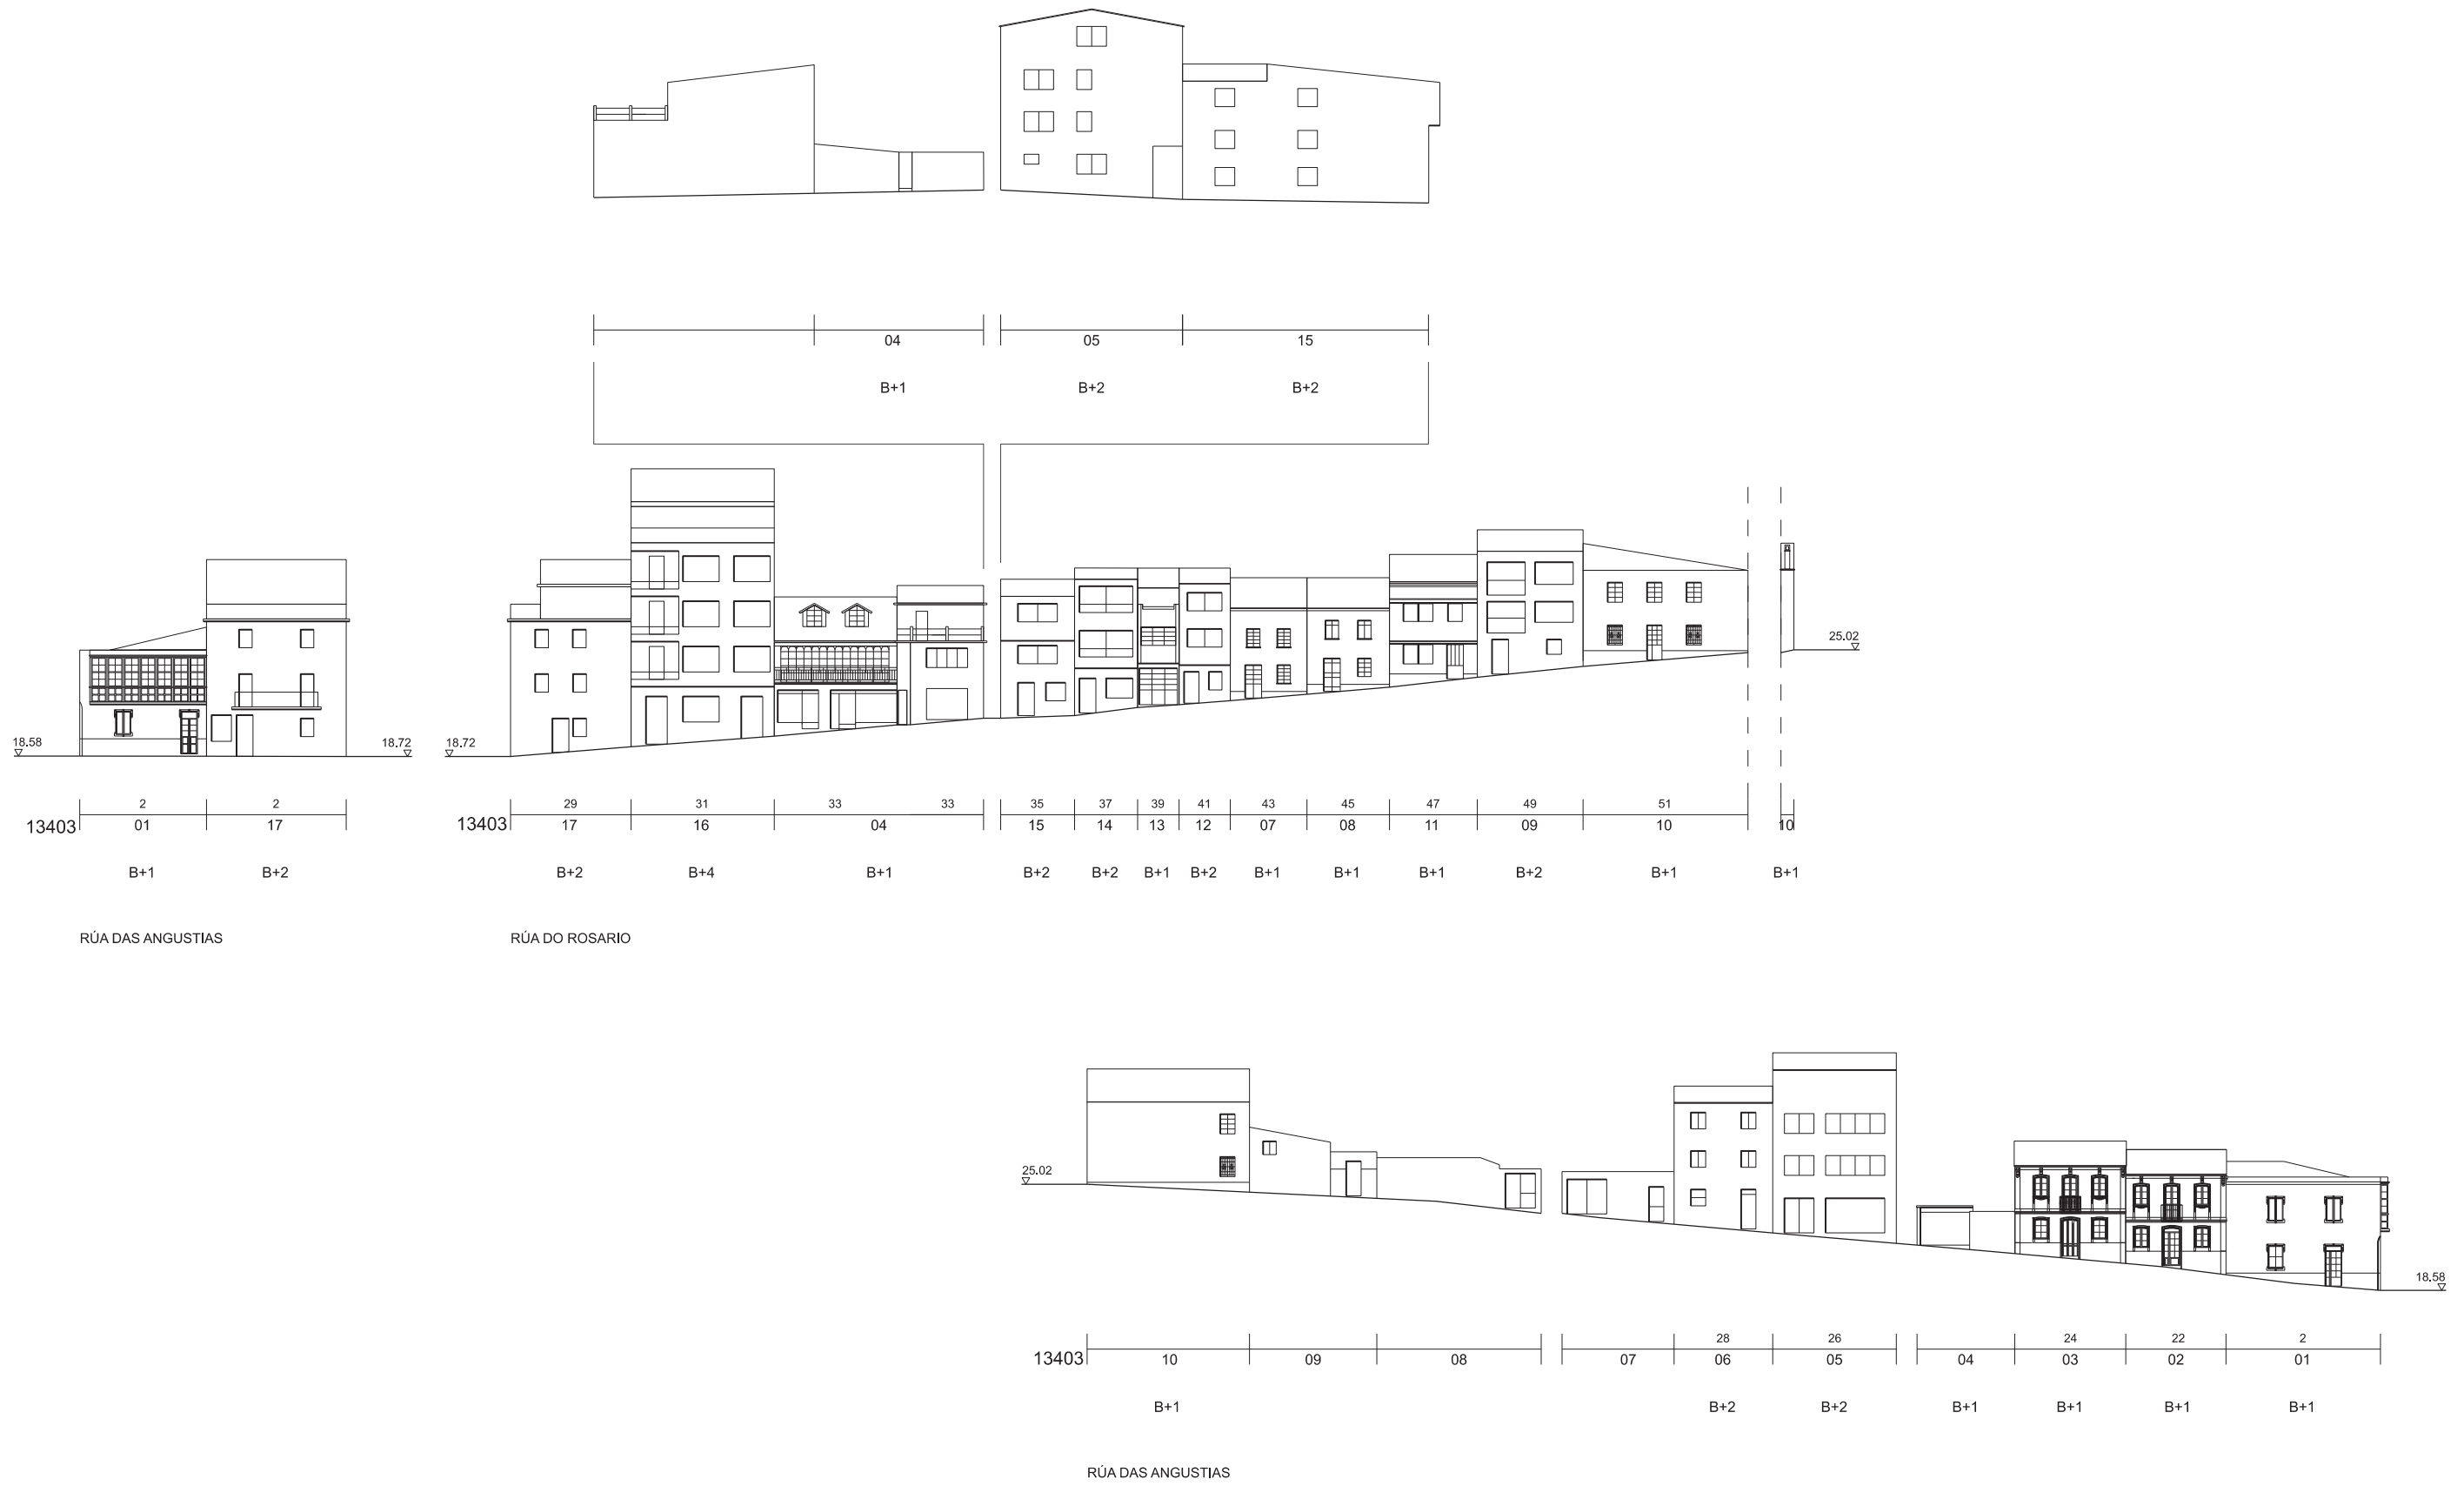 04 05 15
B+1 B+2 B+2
25.02
18.58 18.72 18.72
2 2 29 31 33 33 35 37 39 41 43 45 47 49 51
13403 01 17 13403 17 16 04 15 14 13 12 07 08 11 09 10 10
B+1 B+2 B+2 B+4 B+1 B+2 B+2 B+1 B+2 B+1 B+1 B+1 B+2 B+1 B+1
RÚA DAS ANGUSTIAS RÚA DO ROSARIO
25.02
18.58
28 26 24 22 2
13403 10 09 08 07 06 05 04 03 02 01
B+1 B+2 B+2 B+1 B+1 B+1 B+1
RÚA DAS ANGUSTIAS